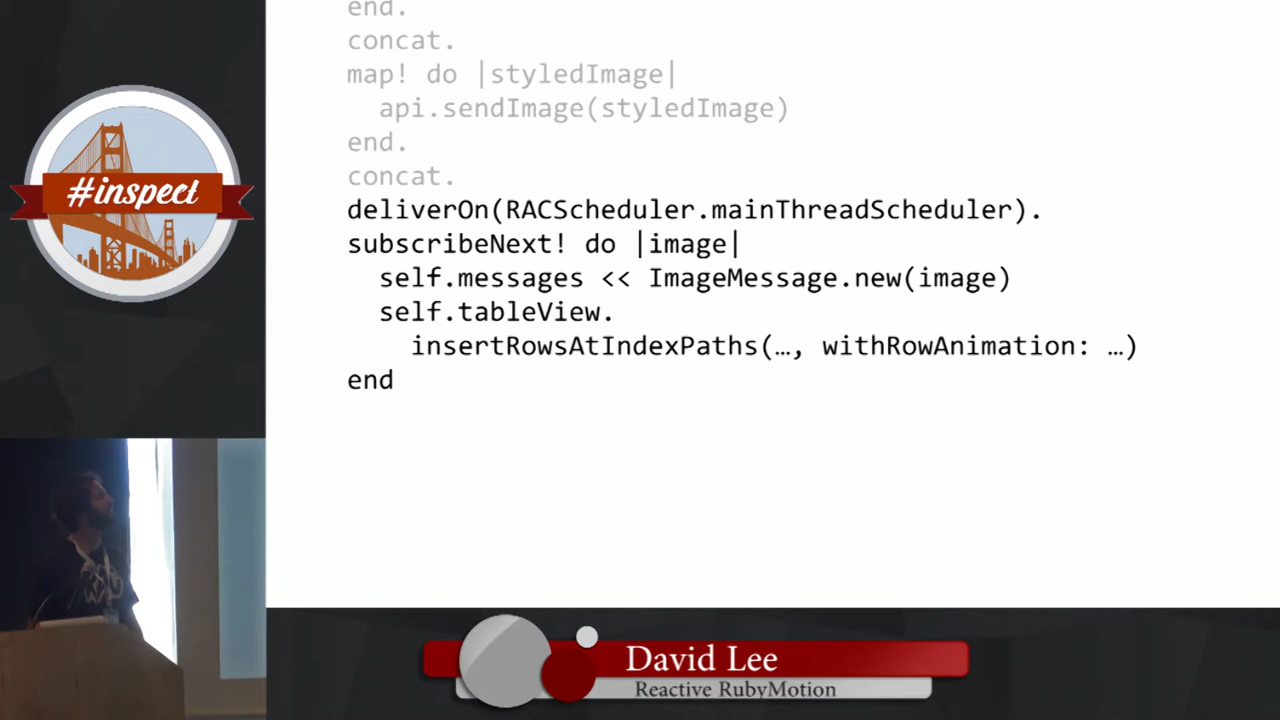 end.
concat.
map! do |styledImage|
api.sendImage(styledImage)
end.
concat.
deliverOn(RACScheduler.mainThreadScheduler).
subscribeNext! do |image|
self.messages << ImageMessage.new(image)
self.tableView.
insertRowsAtIndexPaths(…, withRowAnimation: …)
end
#inspect
David Lee
Reactive RubyMotion